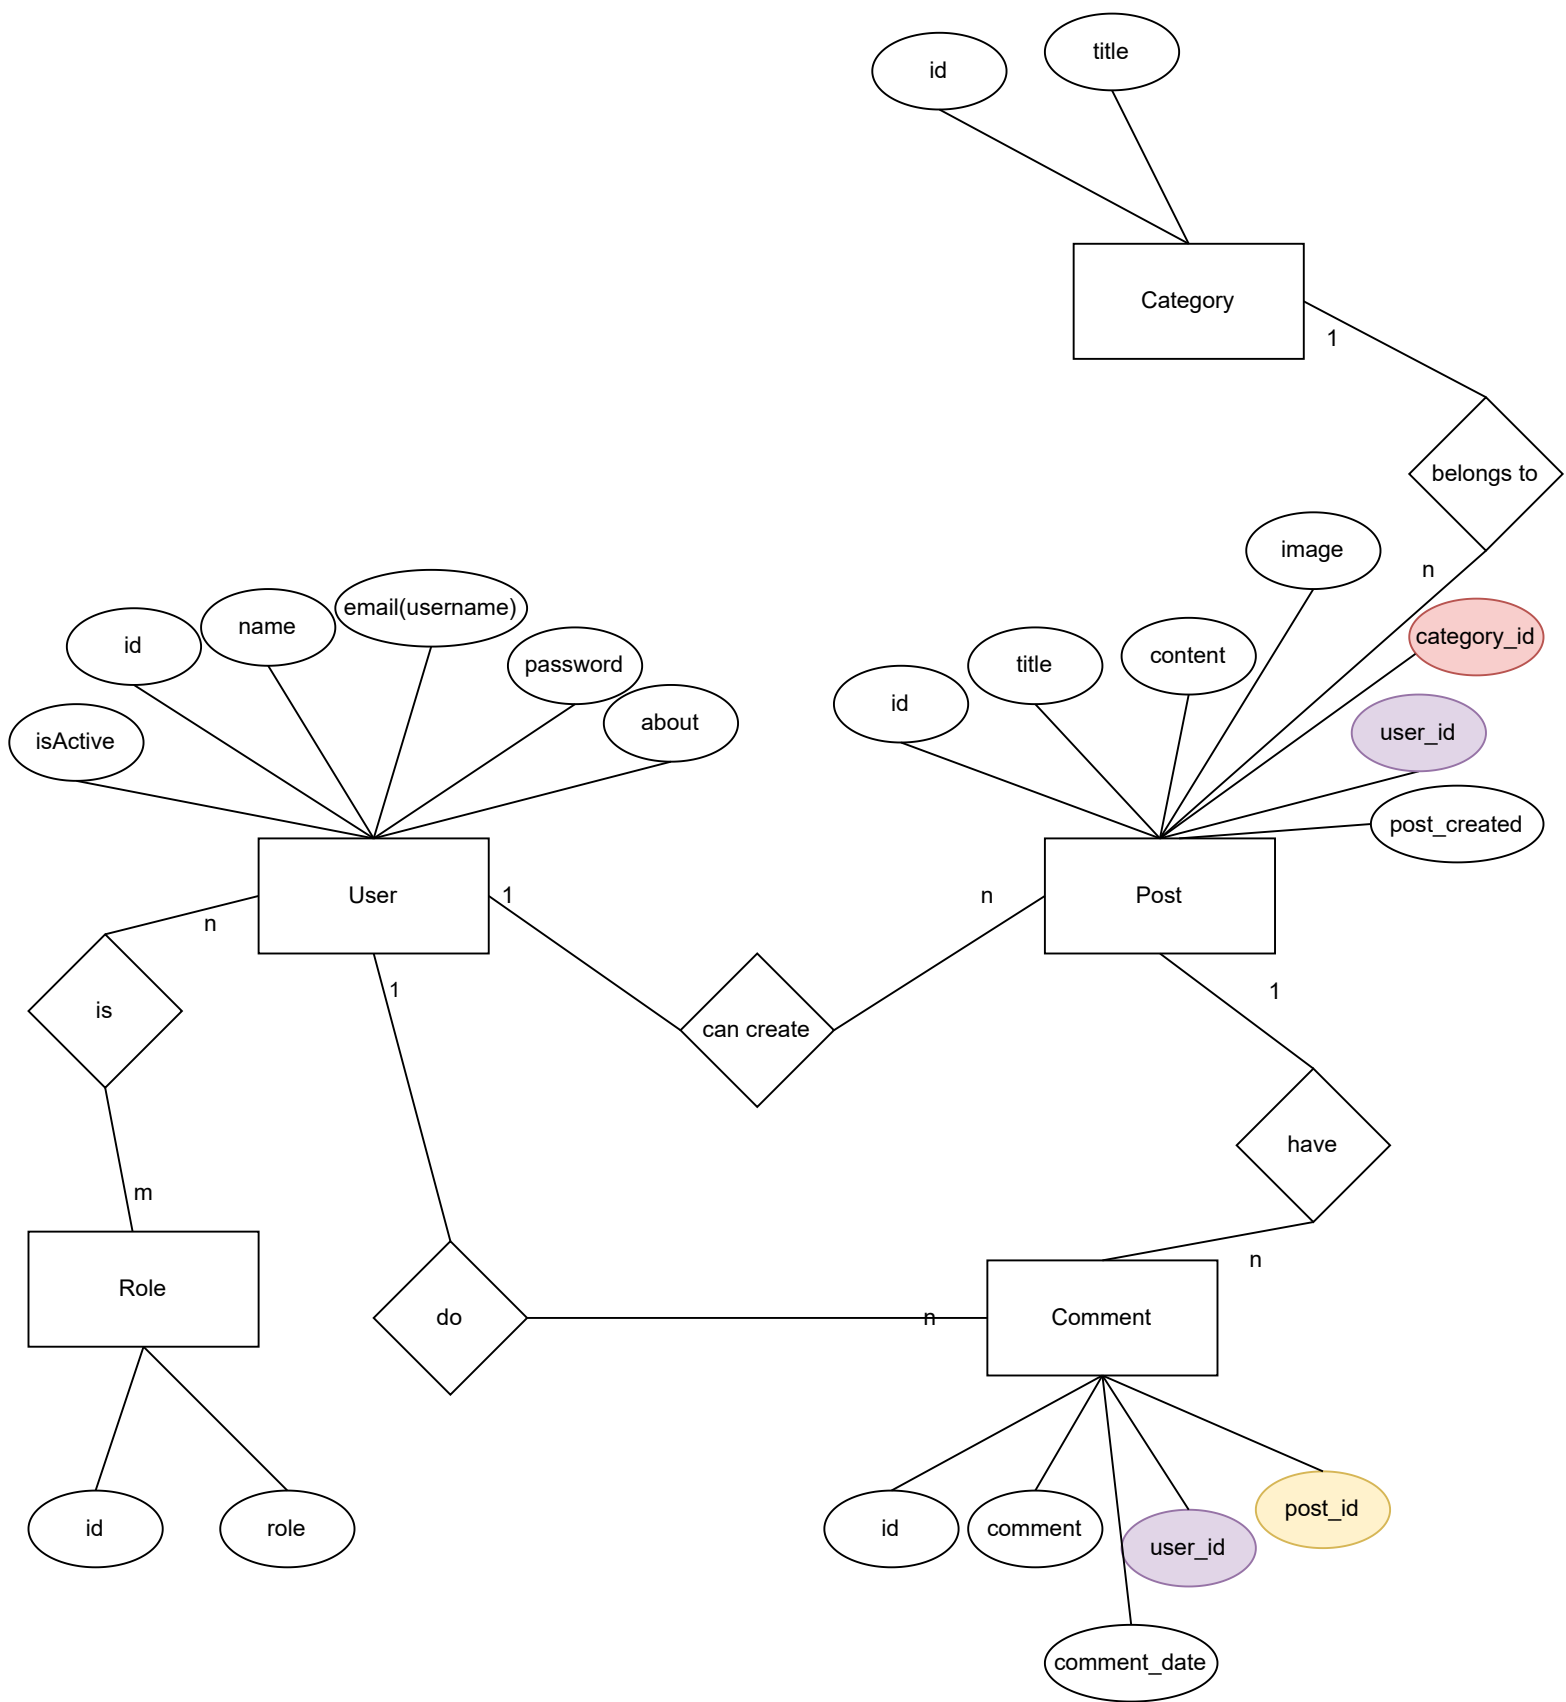 id
title
Category
1
belongs to
n
image
category_id
content
title
id
user_id
post_created
email(username)
name
id
password
about
isActive
User
1
n
Post
n
is
1
can create
1
have
m
n
Role
do
n
Comment
id
role
id
comment
user_id
post_id
comment_date